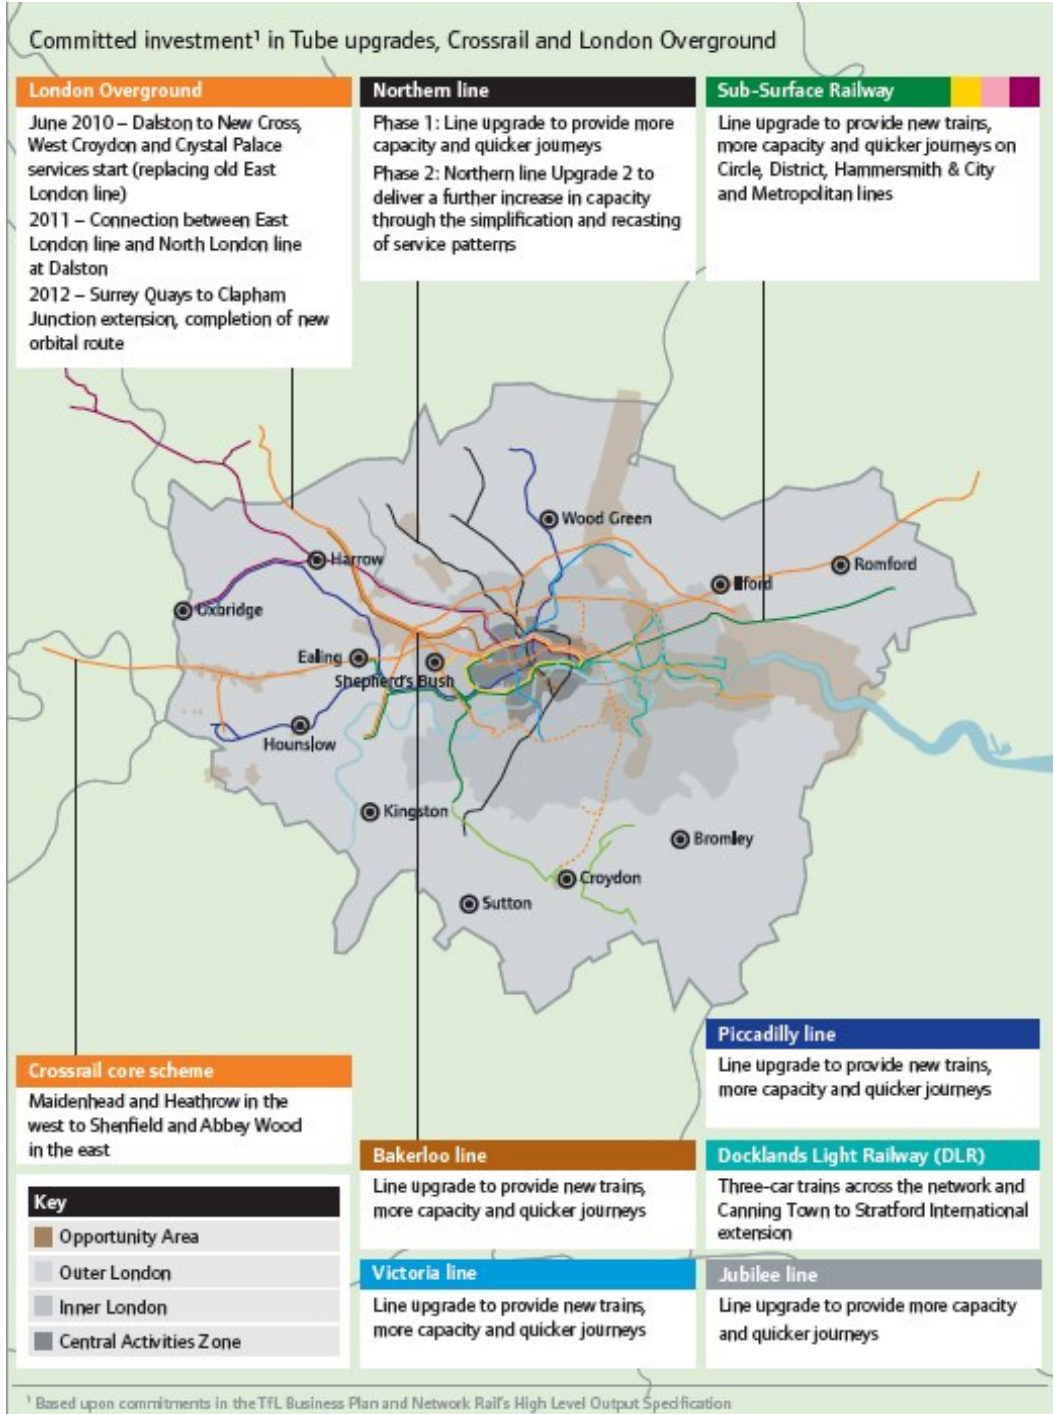 Committed investment¹ in Tube upgrades, Crossrail and London Overground
London Overground
June 2010 – Dalston to New Cross,
West Croydon and Crystal Palace
services start (replacing old East
London line)
2011 – Connection between East
London line and North London line
at Dalston
2012 – Surrey Quays to Clapham
Junction extension, completion of new
orbital route
Northern line
Phase 1: Line upgrade to provide more
capacity and quicker journeys
Phase 2: Northern line Upgrade 2 to
deliver a further increase in capacity
through the simplification and recasting
of service patterns
Sub-Surface Railway
Line upgrade to provide new trains,
more capacity and quicker journeys on
Circle, District, Hammersmith & City
and Metropolitan lines
Wood Green
Harrow
Romford
Ilford
Uxbridge
Ealing
Shepherd's Bush
Hounslow
Kingston
Bromley
Croydon
Sutton
Crossrail core scheme
Maidenhead and Heathrow in the
west to Shenfield and Abbey Wood
in the east
Key
Opportunity Area
Outer London
Inner London
Central Activities Zone
Bakerloo line
Line upgrade to provide new trains,
more capacity and quicker journeys
Victoria line
Line upgrade to provide new trains,
more capacity and quicker journeys
Piccadilly line
Line upgrade to provide new trains,
more capacity and quicker journeys
Docklands Light Railway (DLR)
Three-car trains across the network and
Canning Town to Stratford International
extension
Jubilee line
Line upgrade to provide more capacity
and quicker journeys
¹ Based upon commitments in the TfL Business Plan and Network Rail's High Level Output Specification